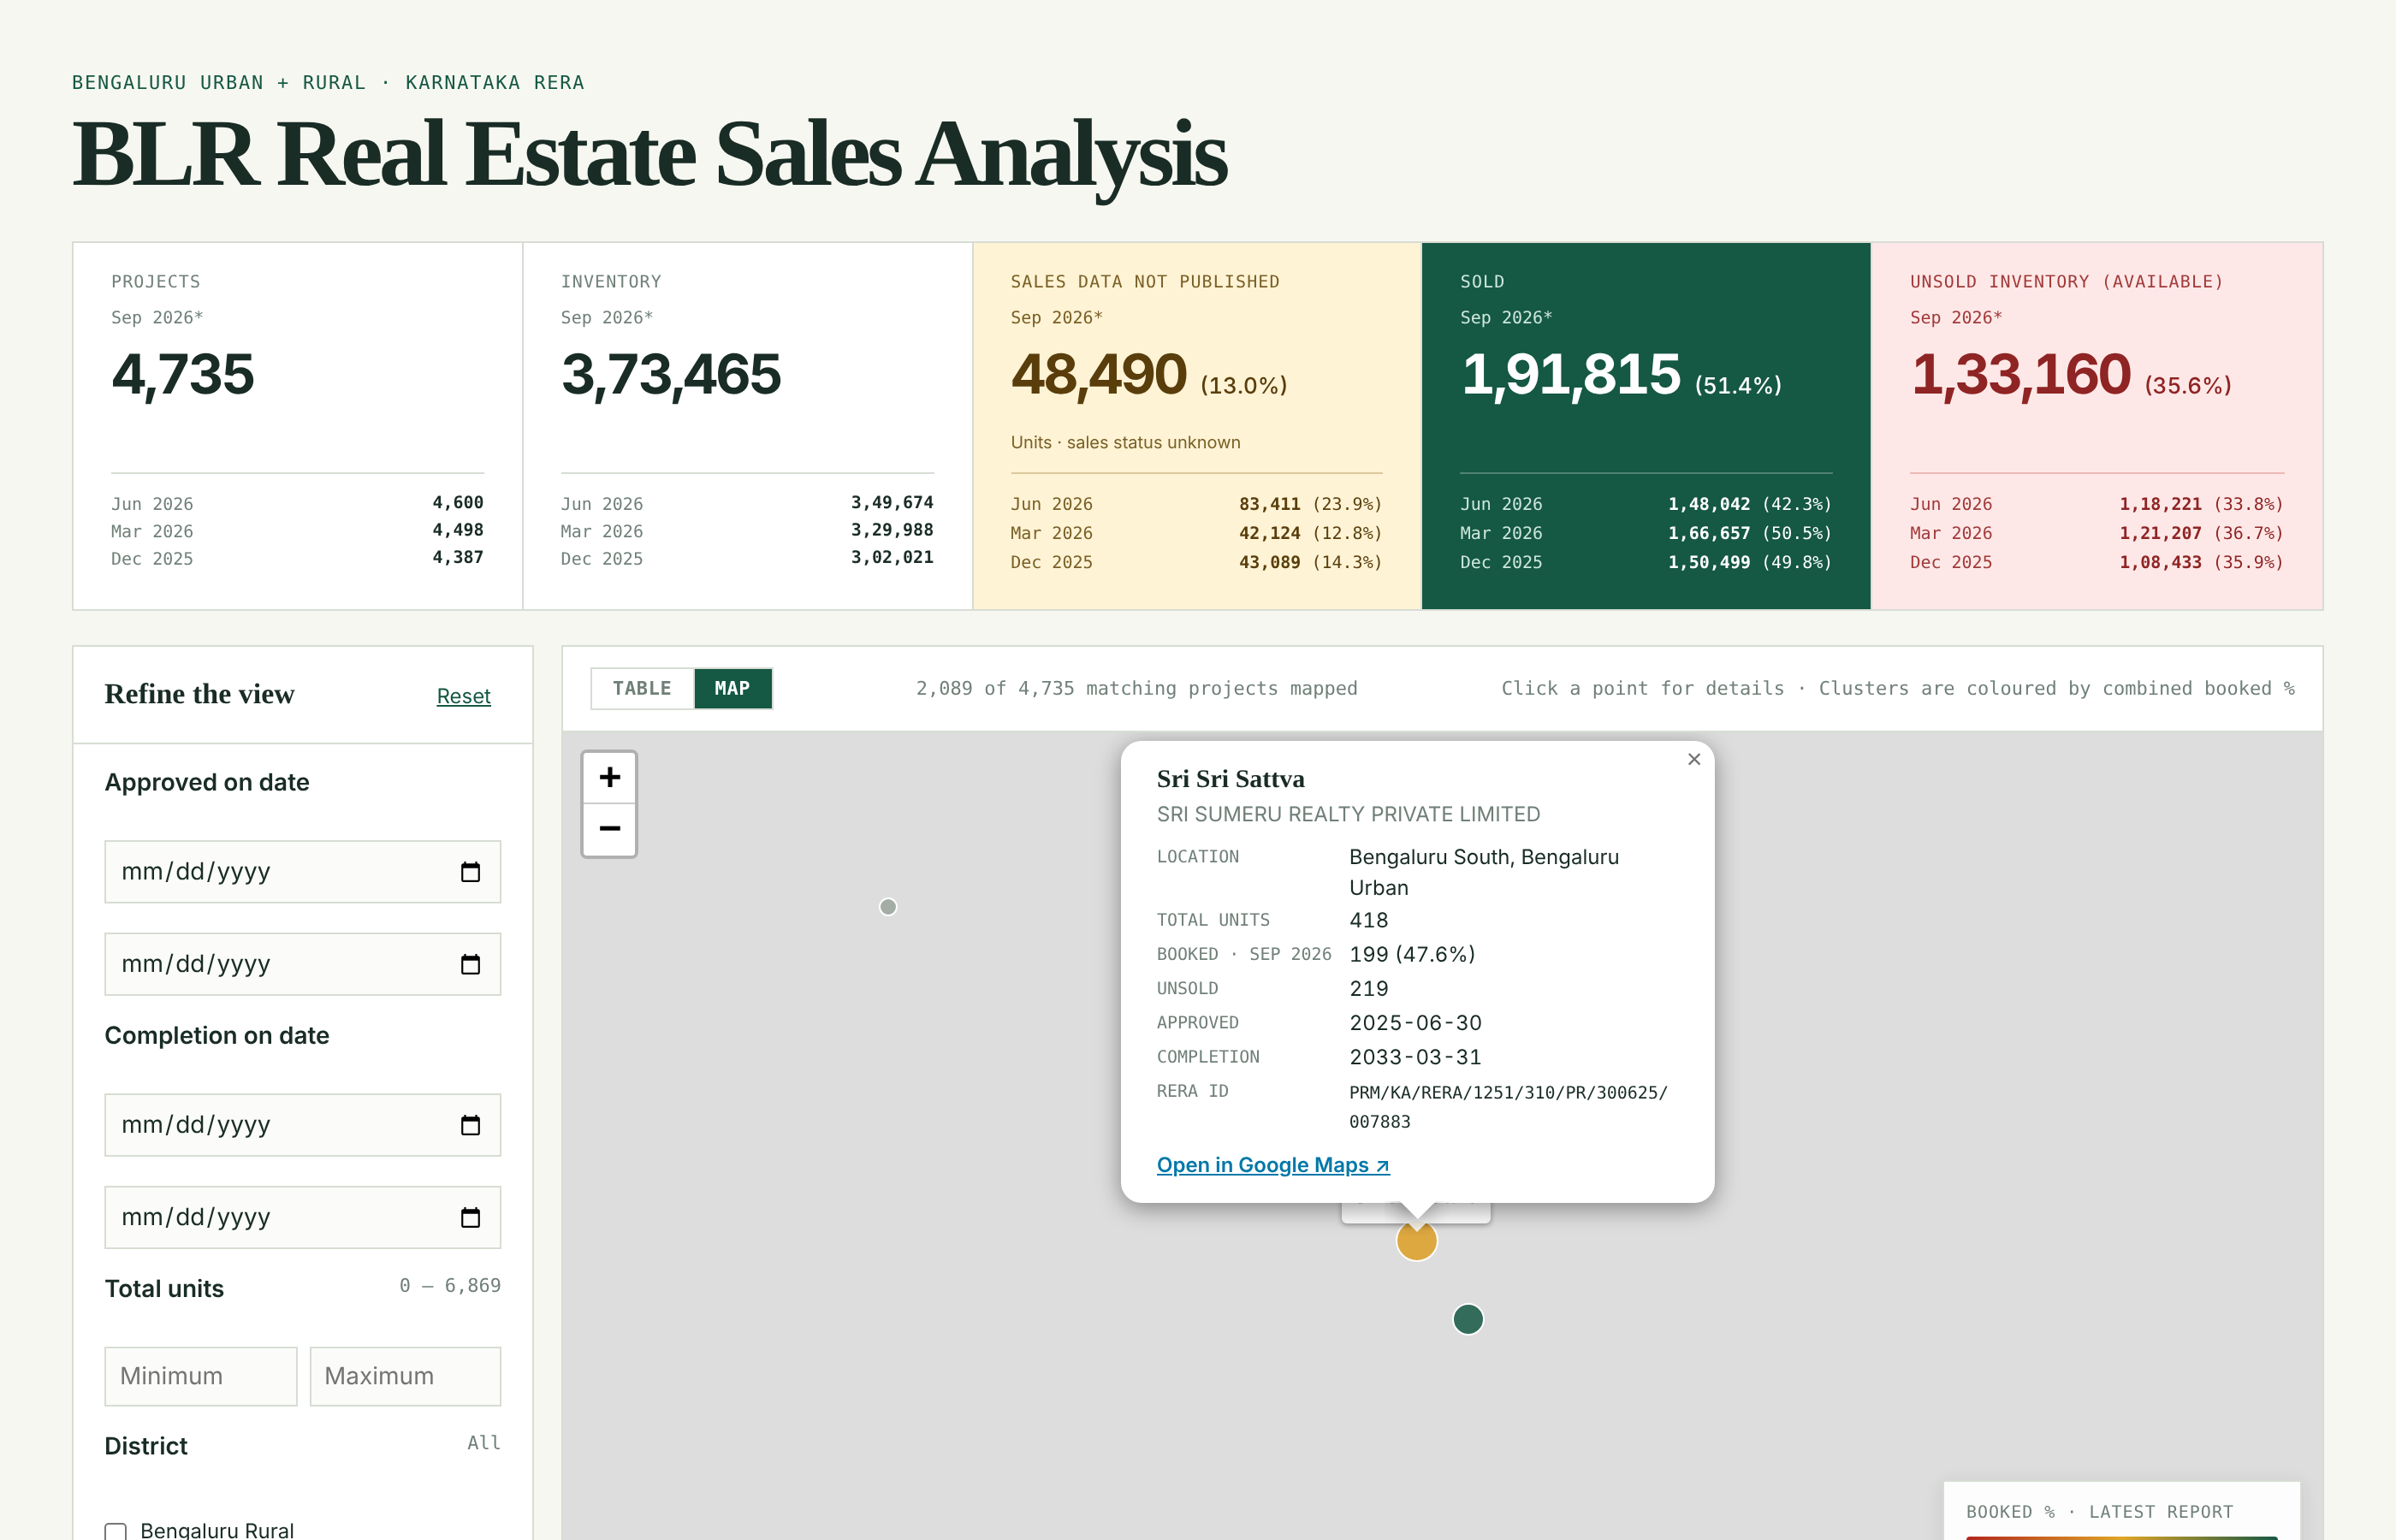 BENGALURU URBAN + RURAL · KARNATAKA RERA
BLR Real Estate Sales Analysis
PROJECTS
Sep 2026*
4,735
Jun 2026 4,600
Mar 2026 4,498
Dec 2025 4,387
INVENTORY
Sep 2026*
3,73,465
Jun 2026 3,49,674
Mar 2026 3,29,988
Dec 2025 3,02,021
SALES DATA NOT PUBLISHED
Sep 2026*
48,490 (13.0%)
Units · sales status unknown
Jun 2026 83,411 (23.9%)
Mar 2026 42,124 (12.8%)
Dec 2025 43,089 (14.3%)
SOLD
Sep 2026*
1,91,815 (51.4%)
Jun 2026 1,48,042 (42.3%)
Mar 2026 1,66,657 (50.5%)
Dec 2025 1,50,499 (49.8%)
UNSOLD INVENTORY (AVAILABLE)
Sep 2026*
1,33,160 (35.6%)
Jun 2026 1,18,221 (33.8%)
Mar 2026 1,21,207 (36.7%)
Dec 2025 1,08,433 (35.9%)
Refine the view Reset
Approved on date
mm/dd/yyyy
mm/dd/yyyy
Completion on date
mm/dd/yyyy
mm/dd/yyyy
Total units 0 – 6,869
Minimum Maximum
District All
Bengaluru Rural
TABLE MAP 2,089 of 4,735 matching projects mapped Click a point for details · Clusters are coloured by combined booked %
+
−
×
Sri Sri Sattva
SRI SUMERU REALTY PRIVATE LIMITED
LOCATION Bengaluru South, Bengaluru
Urban
TOTAL UNITS 418
BOOKED · SEP 2026 199 (47.6%)
UNSOLD 219
APPROVED 2025-06-30
COMPLETION 2033-03-31
RERA ID PRM/KA/RERA/1251/310/PR/300625/
007883
Open in Google Maps ↗
BOOKED % · LATEST REPORT